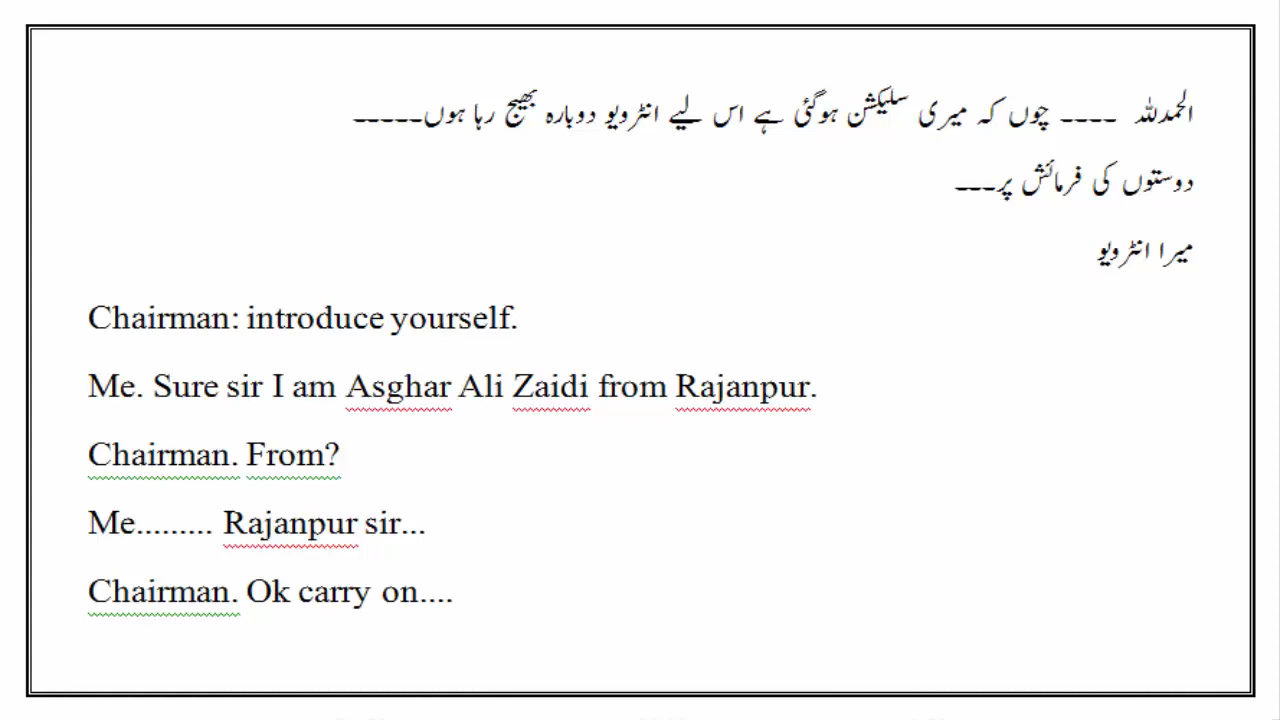 الحمدللہ ۔۔۔۔ چوں کہ میری سلیکشن ہوگئی ہے اس لیے انٹرویو دوبارہ بھیج رہا ہوں۔۔۔۔۔
دوستوں کی فرمائش پر۔۔۔
میرا انٹرویو
Chairman: introduce yourself.
Me. Sure sir I am Asghar Ali Zaidi from Rajanpur.
Chairman. From?
Me......... Rajanpur sir...
Chairman. Ok carry on....